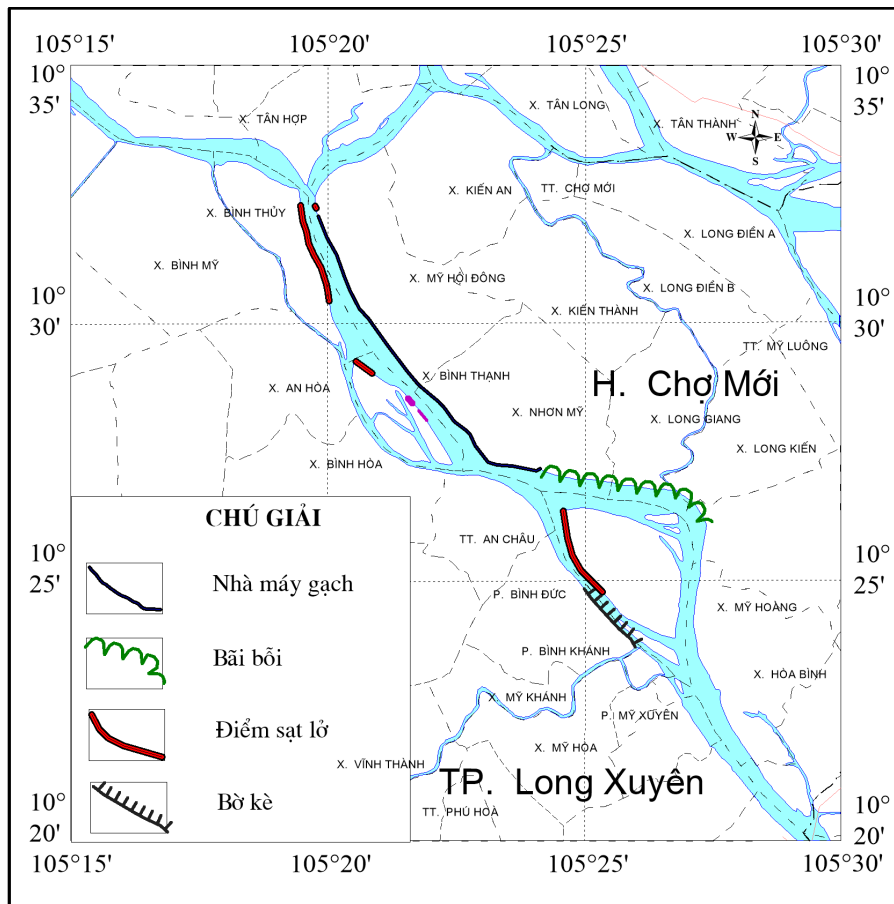 105°15' 105°20' 105°25' 105°30'
10° 10°
35' 35'
X. TÂN HỢP
X. TÂN LONG
X. TÂN THÀNH
N
W E
S
X. KIẾN AN
TT. CHỢ MỚI
X. BÌNH THỦY
X. LONG ĐIỀN A
X. BÌNH MỸ
X. MỸ HỘI ĐÔNG
X. LONG ĐIỀN B
10° 10°
30' 30'
X. KIẾN THÀNH
TT. MỸ LUÔNG
X. BÌNH THẠNH
X. AN HÒA
H. Chợ Mới
X. NHƠN MỸ
X. LONG GIANG
X. LONG KIẾN
X. BÌNH HÒA
CHÚ GIẢI
TT. AN CHÂU
10° 10°
25' 25'
Nhà máy gạch
P. BÌNH ĐỨC
X. MỸ HOÀNG
Bãi bồi
P. BÌNH KHÁNH
X. HÒA BÌNH
X. MỸ KHÁNH
P. MỸ XUYÊN
Điểm sạt lở
X. MỸ HÒA
X. VĨNH THÀNH
TP. Long Xuyên
Bờ kè
TT. PHÚ HOÀ
10° 10°
20' 20'
105°15' 105°20' 105°25' 105°30'